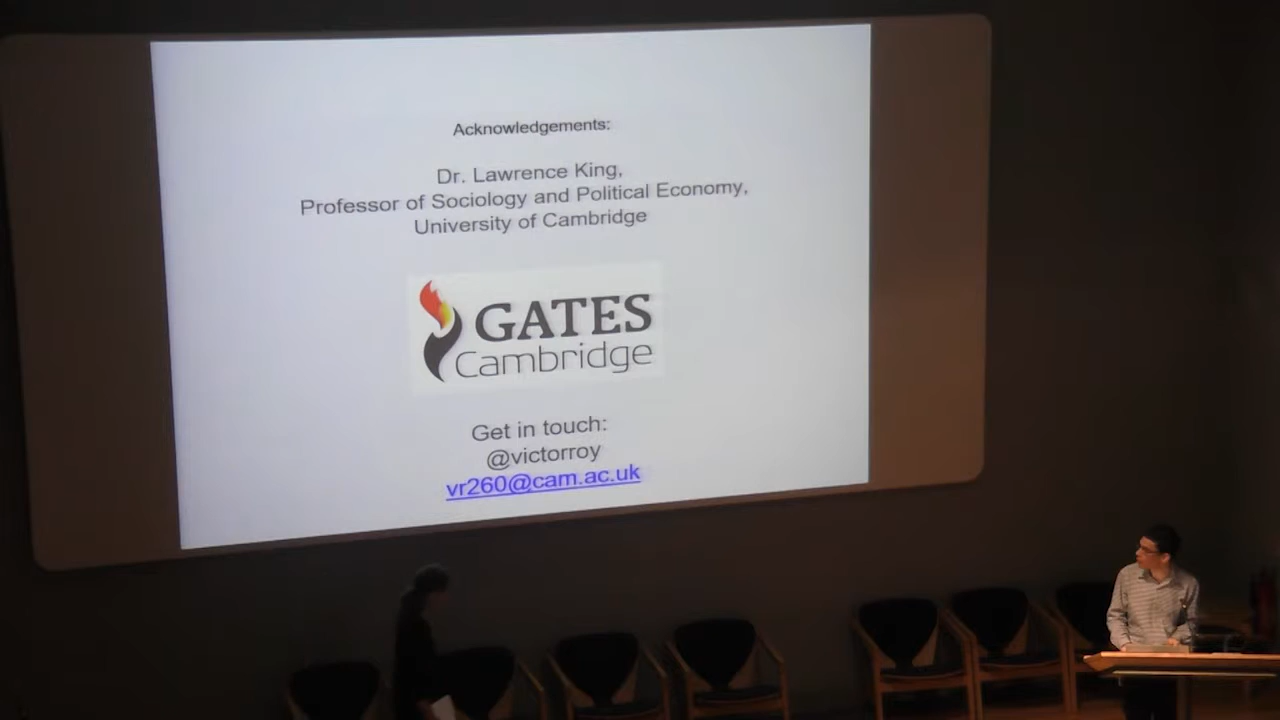 Acknowledgements:
Dr. Lawrence King,
Professor of Sociology and Political Economy,
University of Cambridge
GATES
Cambridge
Get in touch:
@victorroy
vr260@cam.ac.uk